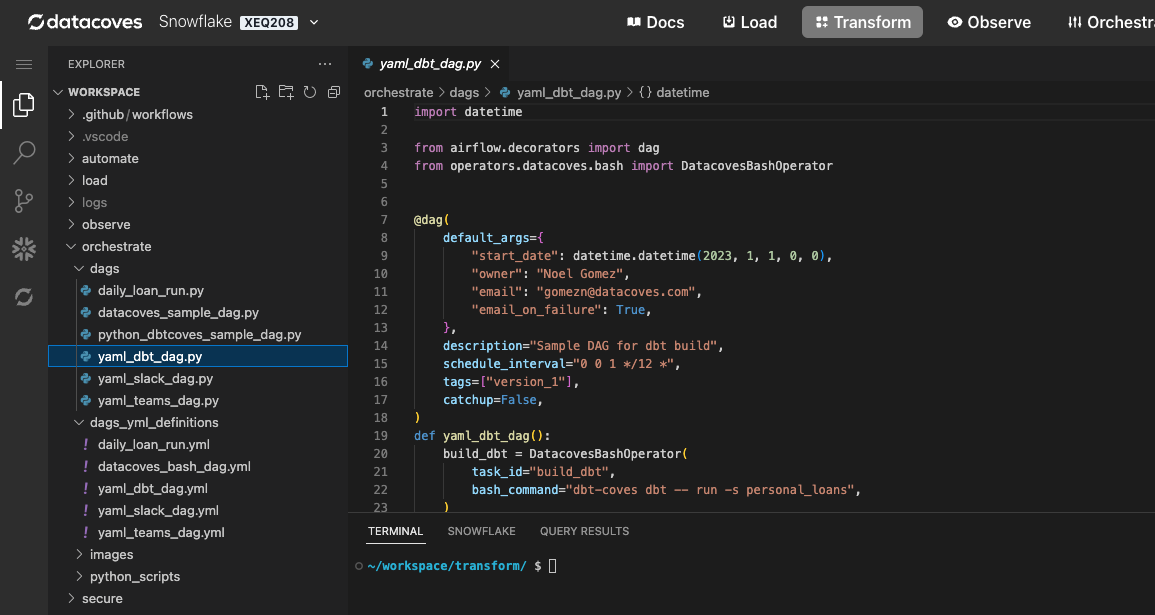 datacoves Snowflake XEQ208 Docs Load Transform Observe Orchestr
EXPLORER ···
WORKSPACE
.github/workflows
.vscode
automate
load
logs
observe
orchestrate
dags
daily_loan_run.py
datacoves_sample_dag.py
python_dbtcoves_sample_dag.py
yaml_dbt_dag.py
yaml_slack_dag.py
yaml_teams_dag.py
dags_yml_definitions
! daily_loan_run.yml
! datacoves_bash_dag.yml
! yaml_dbt_dag.yml
! yaml_slack_dag.yml
! yaml_teams_dag.yml
images
python_scripts
secure
yaml_dbt_dag.py
orchestrate > dags > yaml_dbt_dag.py > {} datetime
1 import datetime
2
3 from airflow.decorators import dag
4 from operators.datacoves.bash import DatacovesBashOperator
5
6
7 @dag(
8 default_args={
9 "start_date": datetime.datetime(2023, 1, 1, 0, 0),
10 "owner": "Noel Gomez",
11 "email": "gomezn@datacoves.com",
12 "email_on_failure": True,
13 },
14 description="Sample DAG for dbt build",
15 schedule_interval="0 0 1 */12 *",
16 tags=["version_1"],
17 catchup=False,
18 )
19 def yaml_dbt_dag():
20 build_dbt = DatacovesBashOperator(
21 task_id="build_dbt",
22 bash_command="dbt-coves dbt -- run -s personal_loans",
23 )
TERMINAL SNOWFLAKE QUERY RESULTS
~/workspace/transform/ $